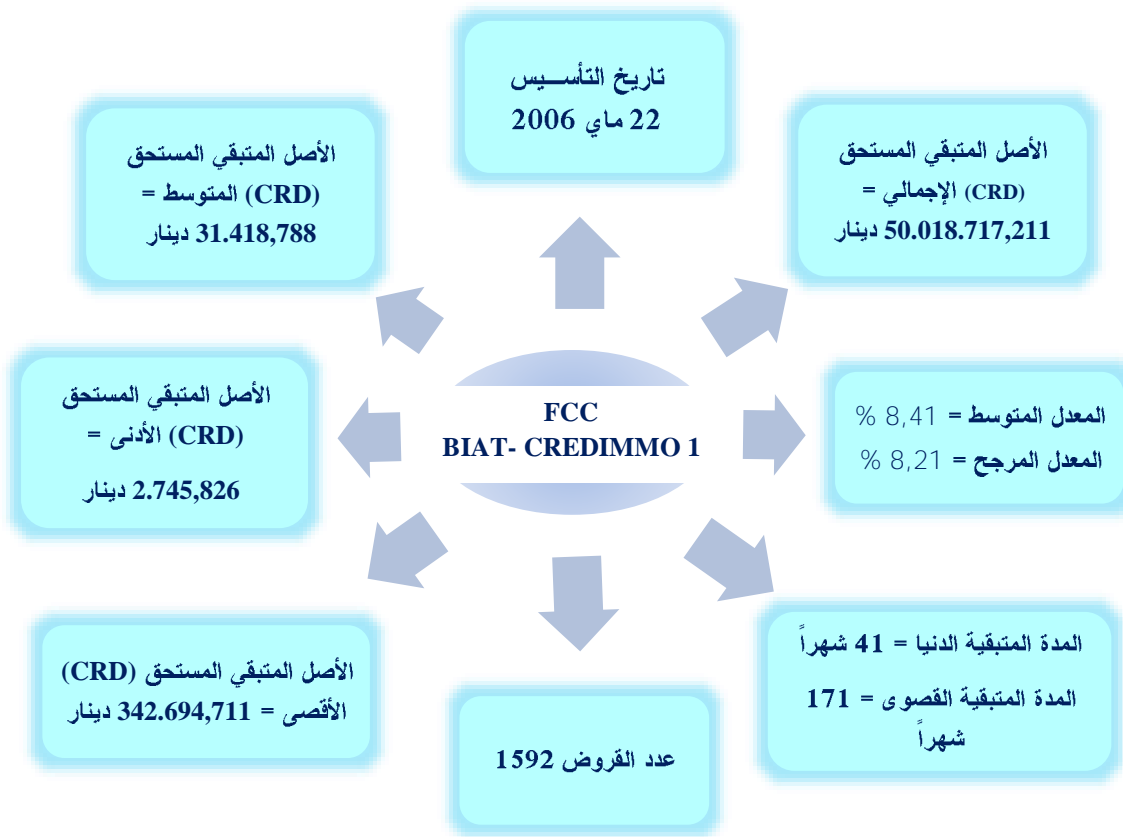 تاريخ التأســـيس
22 ماي 2006
الأصل المتبقي المستحق
(CRD) الإجمالي =
50.018.717,211 دينار
المعدل المتوسط = 8,41 %
المعدل المرجح = 8,21 %
المدة المتبقية الدنيا = 41 شهراً
المدة المتبقية القصوى = 171
شهراً
عدد القروض 1592
الأصل المتبقي المستحق (CRD)
الأقصى = 342.694,711 دينار
الأصل المتبقي المستحق
(CRD) الأدنى =
2.745,826 دينار
الأصل المتبقي المستحق
(CRD) المتوسط =
31.418,788 دينار
FCC
BIAT- CREDIMMO 1